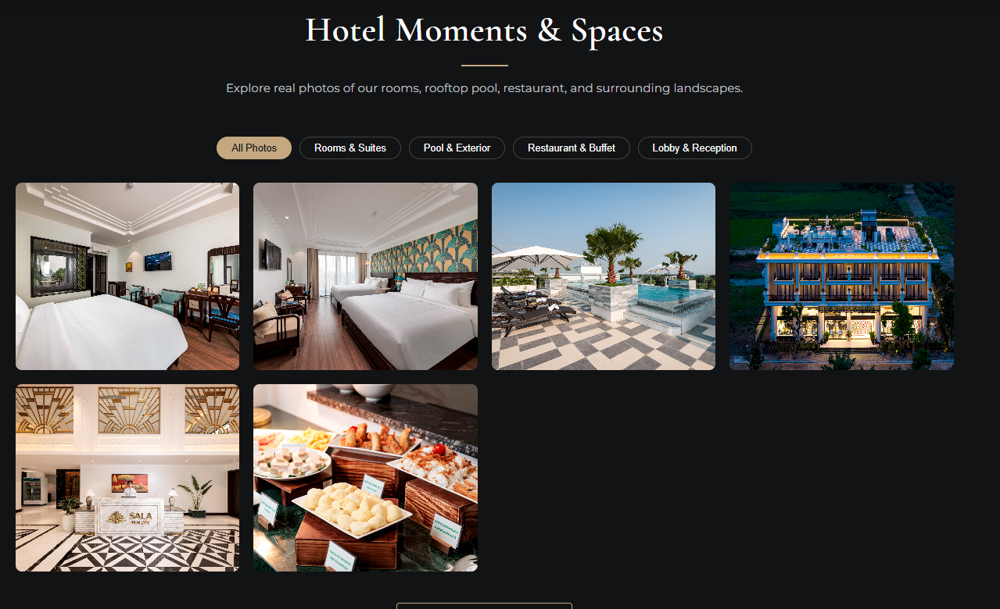 Hotel Moments & Spaces
Explore real photos of our rooms, rooftop pool, restaurant, and surrounding landscapes.
All Photos
Rooms & Suites
Pool & Exterior
Restaurant & Buffet
Lobby & Reception
SALA